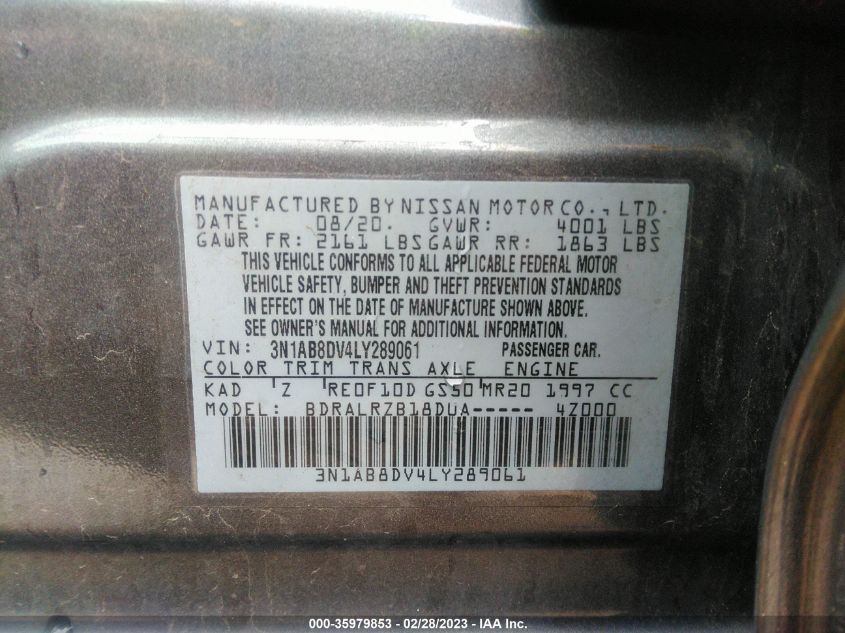 MANUFACTURED BY NISSAN MOTOR CO., LTD.
DATE: 08/20. GVWR: 4001 LBS
GAWR FR: 2161 LBS GAWR RR: 1863 LBS
THIS VEHICLE CONFORMS TO ALL APPLICABLE FEDERAL MOTOR
VEHICLE SAFETY, BUMPER AND THEFT PREVENTION STANDARDS
IN EFFECT ON THE DATE OF MANUFACTURE SHOWN ABOVE.
SEE OWNER'S MANUAL FOR ADDITIONAL INFORMATION.
VIN: 3N1AB8DV4LY289061 PASSENGER CAR.
COLOR TRIM TRANS AXLE ENGINE
KAD Z RE0F10D GS50 MR20 1997 CC
MODEL: BDRALRZB18DUA----- 4Z000
3N1AB8DV4LY289061
000-35979853 - 02/28/2023 - IAA Inc.